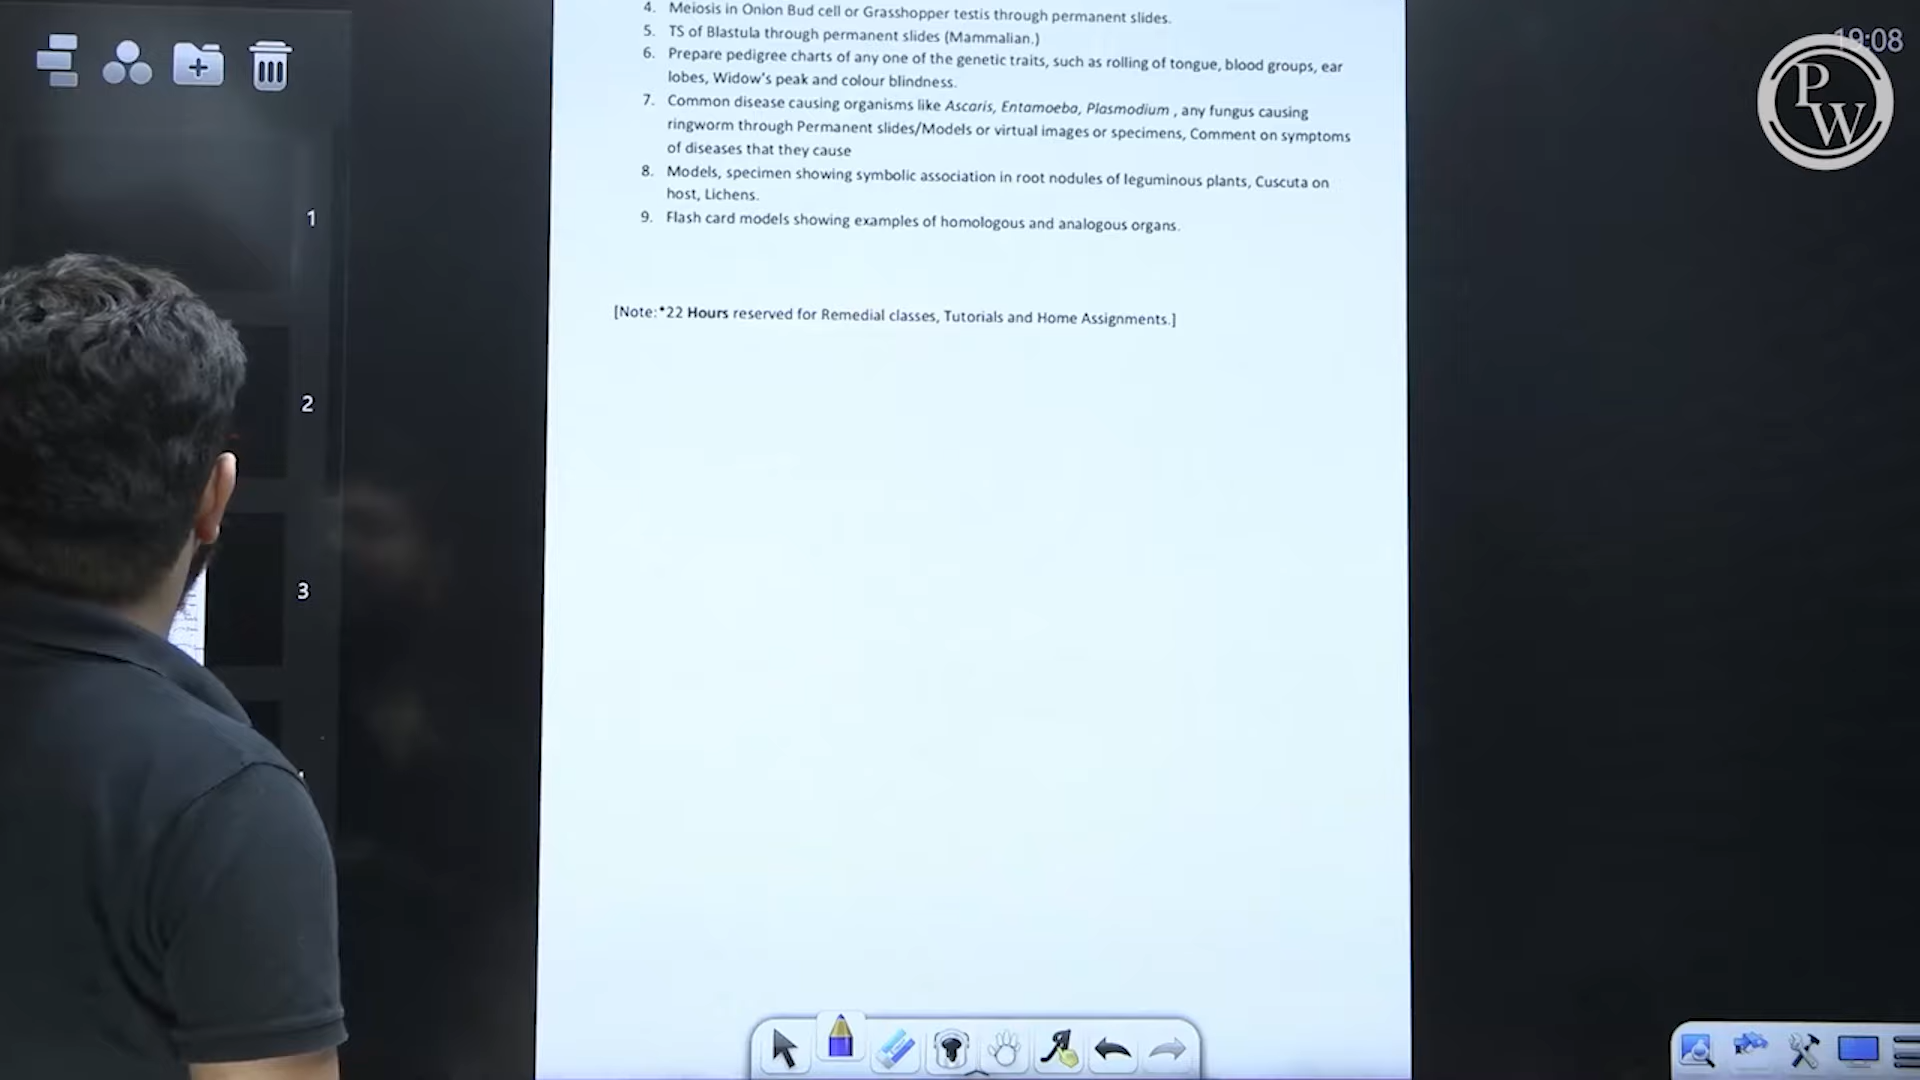 19:08
PW
4. Meiosis in Onion Bud cell or Grasshopper testis through permanent slides.
5. TS of Blastula through permanent slides (Mammalian.)
6. Prepare pedigree charts of any one of the genetic traits, such as rolling of tongue, blood groups, ear
lobes, Widow's peak and colour blindness.
7. Common disease causing organisms like Ascaris, Entamoeba, Plasmodium , any fungus causing
ringworm through Permanent slides/Models or virtual images or specimens, Comment on symptoms
of diseases that they cause
8. Models, specimen showing symbolic association in root nodules of leguminous plants, Cuscuta on
host, Lichens.
9. Flash card models showing examples of homologous and analogous organs.
[Note:*22 Hours reserved for Remedial classes, Tutorials and Home Assignments.]
1
2
3